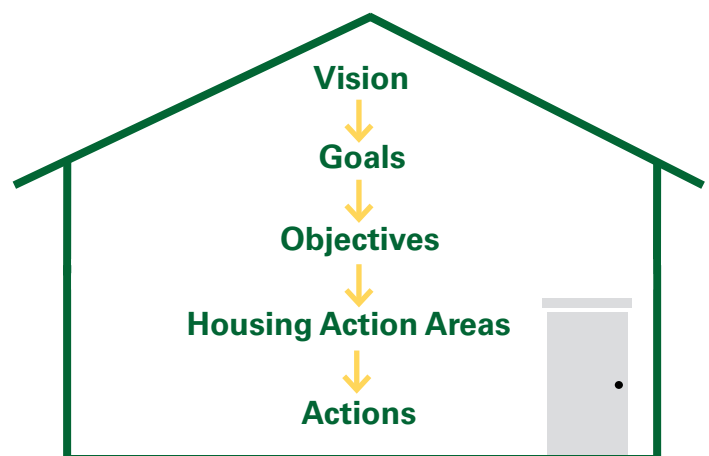 Vision
Goals
Objectives
Housing Action Areas
Actions